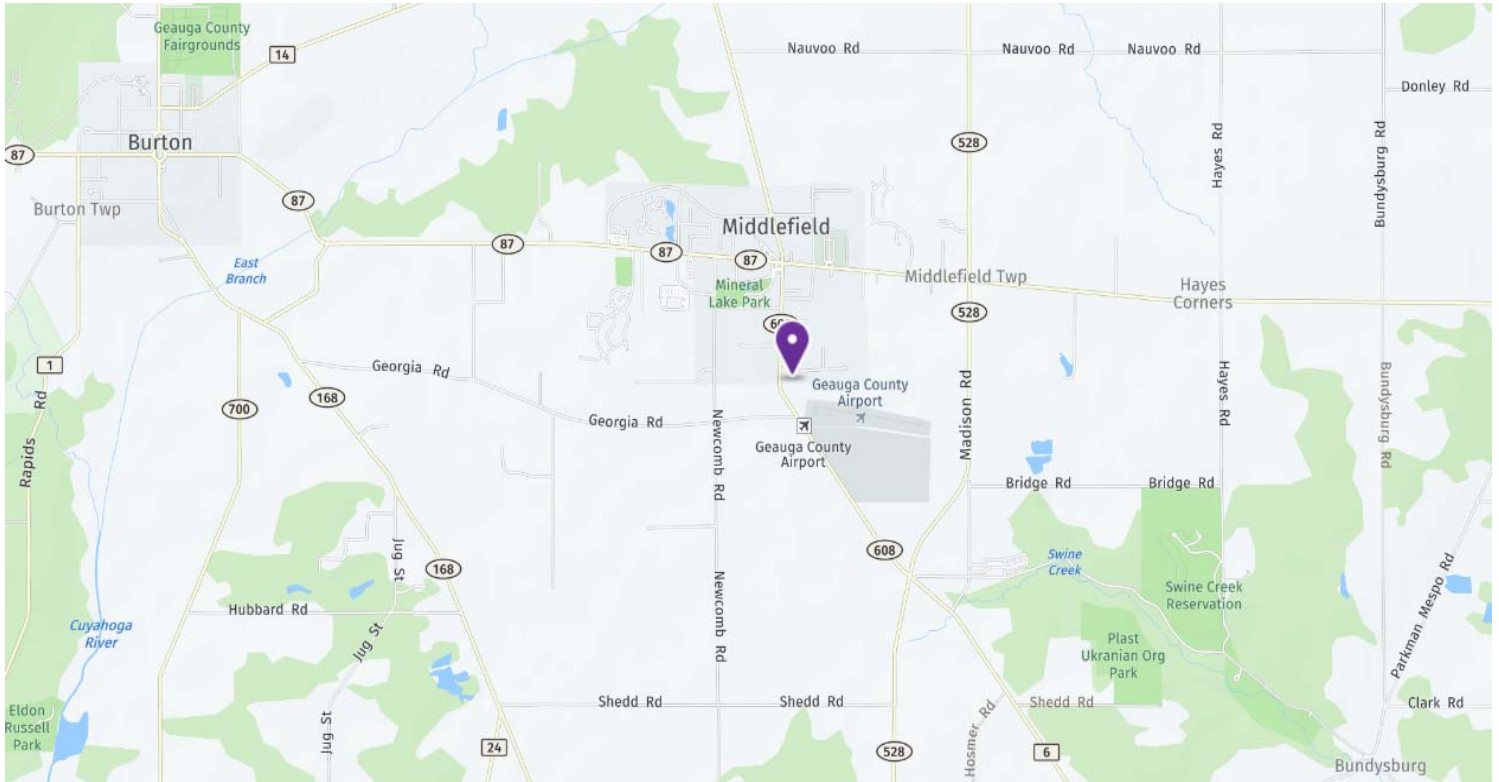 Geauga County
Fairgrounds
14
Nauvoo Rd
Nauvoo Rd
Nauvoo Rd
Donley Rd
87
Burton
528
Hayes Rd
Bundysburg Rd
Burton Twp
87
Middlefield
87
87
87
East
Branch
Mineral
Lake Park
Middlefield Twp
Hayes
Corners
528
1
Georgia Rd
168
700
Geauga County
Airport
Georgia Rd
Geauga County
Airport
Rapids Rd
Newcomb Rd
Madison Rd
Hayes Rd
Bundysburg Rd
Bridge Rd
Bridge Rd
Jug St
168
608
Swine
Creek
Swine Creek
Reservation
Hubbard Rd
Cuyahoga
River
Jug St
Newcomb Rd
Plast
Ukranian Org
Park
Parkman Mespo Rd
Eldon
Russell
Park
Jug St
Shedd Rd
Shedd Rd
Shedd Rd
Clark Rd
24
528
Hosmer Rd
6
Bundysburg